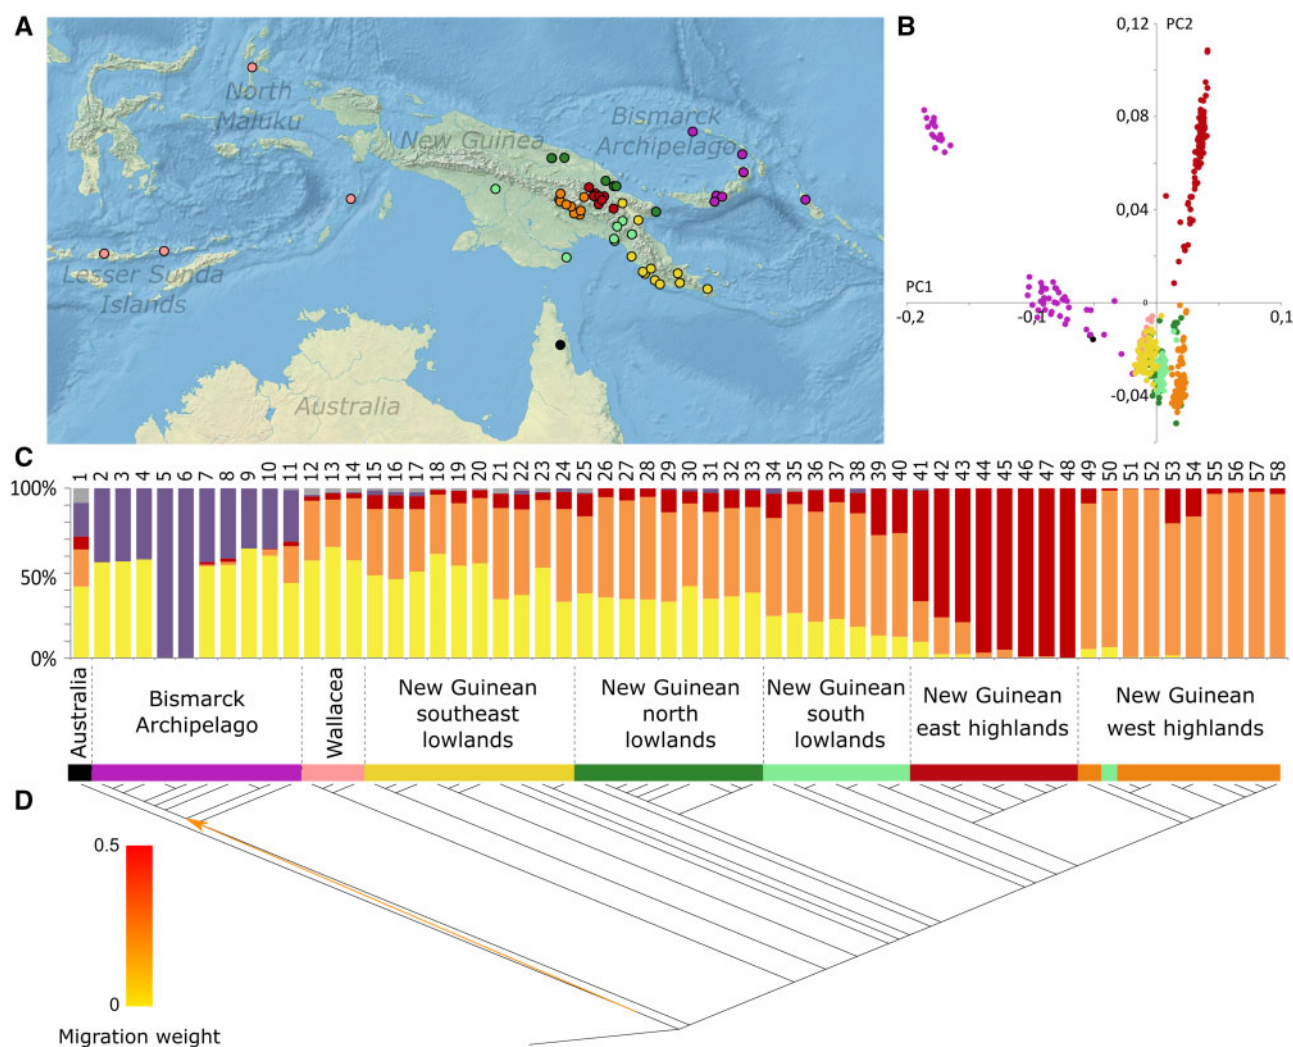 A
North
Maluku
New Guinea
Bismarck
Archipelago
Lesser Sunda
Islands
Australia
B
0,12
PC2
0,08
0,04
PC1
0
-0,2
-0,1
0,1
-0,04
C
1 2 3 4 5 6 7 8 9 10 11 12 13 14 15 16 17 18 19 20 21 22 23 24 25 26 27 28 29 30 31 32 33 34 35 36 37 38 39 40 41 42 43 44 45 46 47 48 49 50 51 52 53 54 55 56 57 58
100%
50%
0%
Australia
Bismarck
Archipelago
Wallacea
New Guinean
southeast
lowlands
New Guinean
north
lowlands
New Guinean
south
lowlands
New Guinean
east highlands
New Guinean
west highlands
D
0.5
0
Migration weight